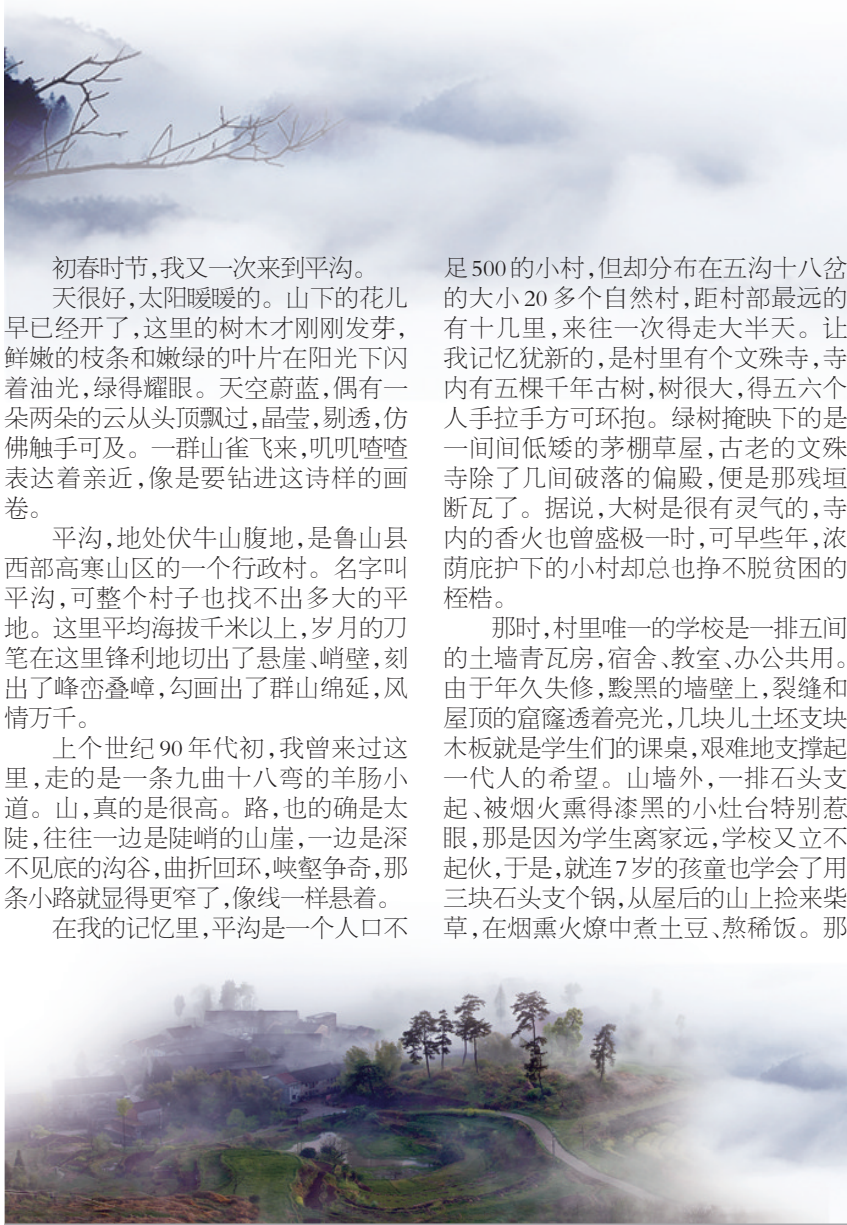 初春时节,我又一次来到平沟。
天很好,太阳暖暖的。山下的花儿
早已经开了,这里的树木才刚刚发芽,
鲜嫩的枝条和嫩绿的叶片在阳光下闪
着油光,绿得耀眼。天空蔚蓝,偶有一
朵两朵的云从头顶飘过,晶莹,剔透,仿
佛触手可及。一群山雀飞来,叽叽喳喳
表达着亲近,像是要钻进这诗样的画
卷。
平沟,地处伏牛山腹地,是鲁山县
西部高寒山区的一个行政村。名字叫
平沟,可整个村子也找不出多大的平
地。这里平均海拔千米以上,岁月的刀
笔在这里锋利地切出了悬崖、峭壁,刻
出了峰峦叠嶂,勾画出了群山绵延,风
情万千。
上个世纪90年代初,我曾来过这
里,走的是一条九曲十八弯的羊肠小
道。山,真的是很高。路,也的确是太
陡,往往一边是陡峭的山崖,一边是深
不见底的沟谷,曲折回环,峡壑争奇,那
条小路就显得更窄了,像线一样悬着。
在我的记忆里,平沟是一个人口不
足500的小村,但却分布在五沟十八岔
的大小20多个自然村,距村部最远的
有十几里,来往一次得走大半天。让
我记忆犹新的,是村里有个文殊寺,寺
内有五棵千年古树,树很大,得五六个
人手拉手方可环抱。绿树掩映下的是
一间间低矮的茅棚草屋,古老的文殊
寺除了几间破落的偏殿,便是那残垣
断瓦了。据说,大树是很有灵气的,寺
内的香火也曾盛极一时,可早些年,浓
荫庇护下的小村却总也挣不脱贫困的
桎梏。
那时,村里唯一的学校是一排五间
的土墙青瓦房,宿舍、教室、办公共用。
由于年久失修,黢黑的墙壁上,裂缝和
屋顶的窟窿透着亮光,几块儿土坯支块
木板就是学生们的课桌,艰难地支撑起
一代人的希望。山墙外,一排石头支
起、被烟火熏得漆黑的小灶台特别惹
眼,那是因为学生离家远,学校又立不
起伙,于是,就连7岁的孩童也学会了用
三块石头支个锅,从屋后的山上捡来柴
草,在烟熏火燎中煮土豆、熬稀饭。那